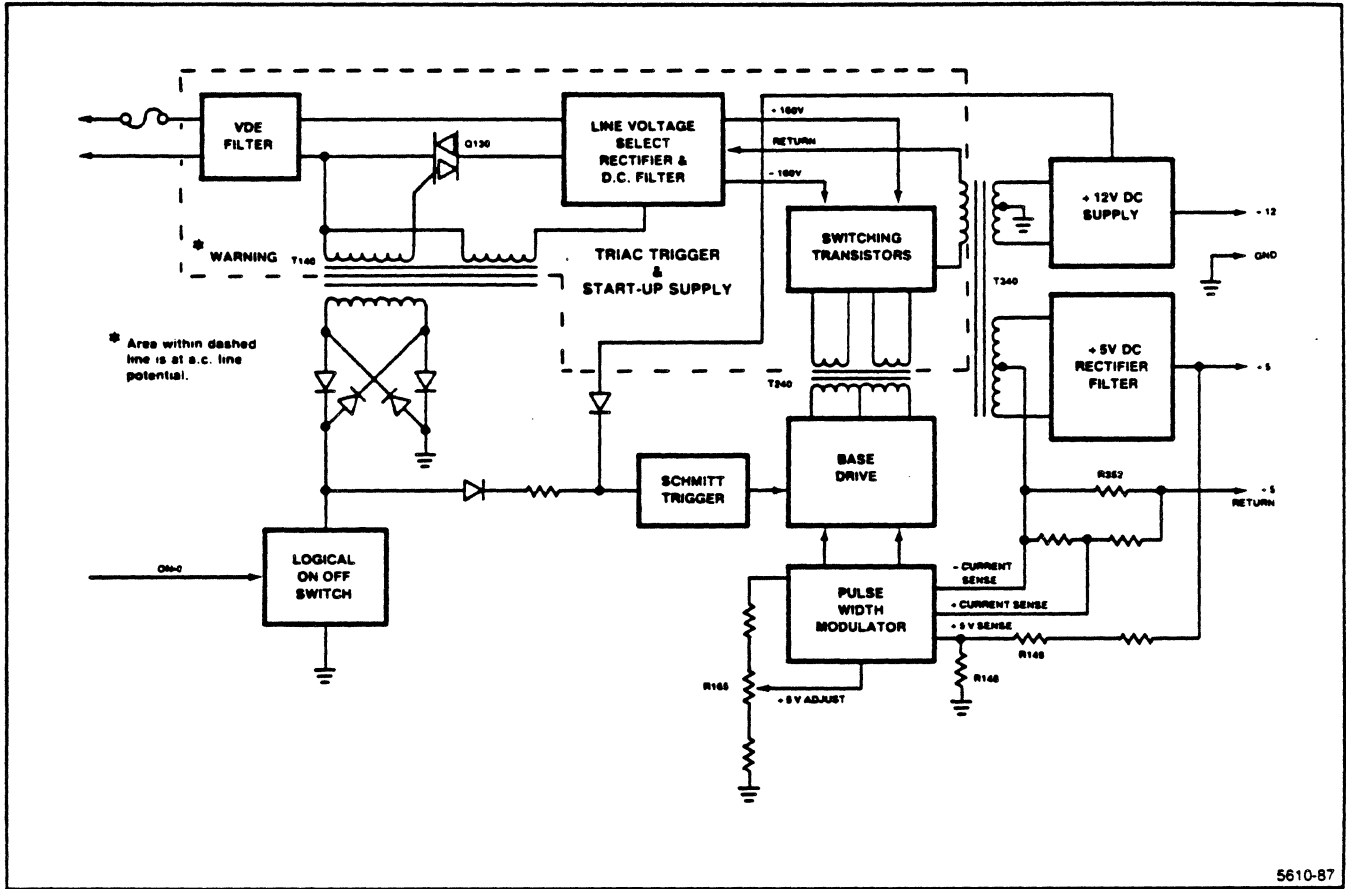 VDE
FILTER
Q130
LINE VOLTAGE
SELECT
RECTIFIER &
D.C. FILTER
+ 160V
RETURN
- 160V
+ 12V DC
SUPPLY
+ 12
GND
SWITCHING
TRANSISTORS
* WARNING
T140
TRIAC TRIGGER
&
START-UP SUPPLY
T340
* Area within dashed
line is at a.c. line
potential.
+ 5V DC
RECTIFIER
FILTER
+ 5
T240
BASE
DRIVE
SCHMITT
TRIGGER
R352
+ 5
RETURN
LOGICAL
ON OFF
SWITCH
ON-0
PULSE
WIDTH
MODULATOR
- CURRENT
SENSE
+ CURRENT SENSE
+ 5 V SENSE
R149
R148
R165
+ 5 V ADJUST
5610-87